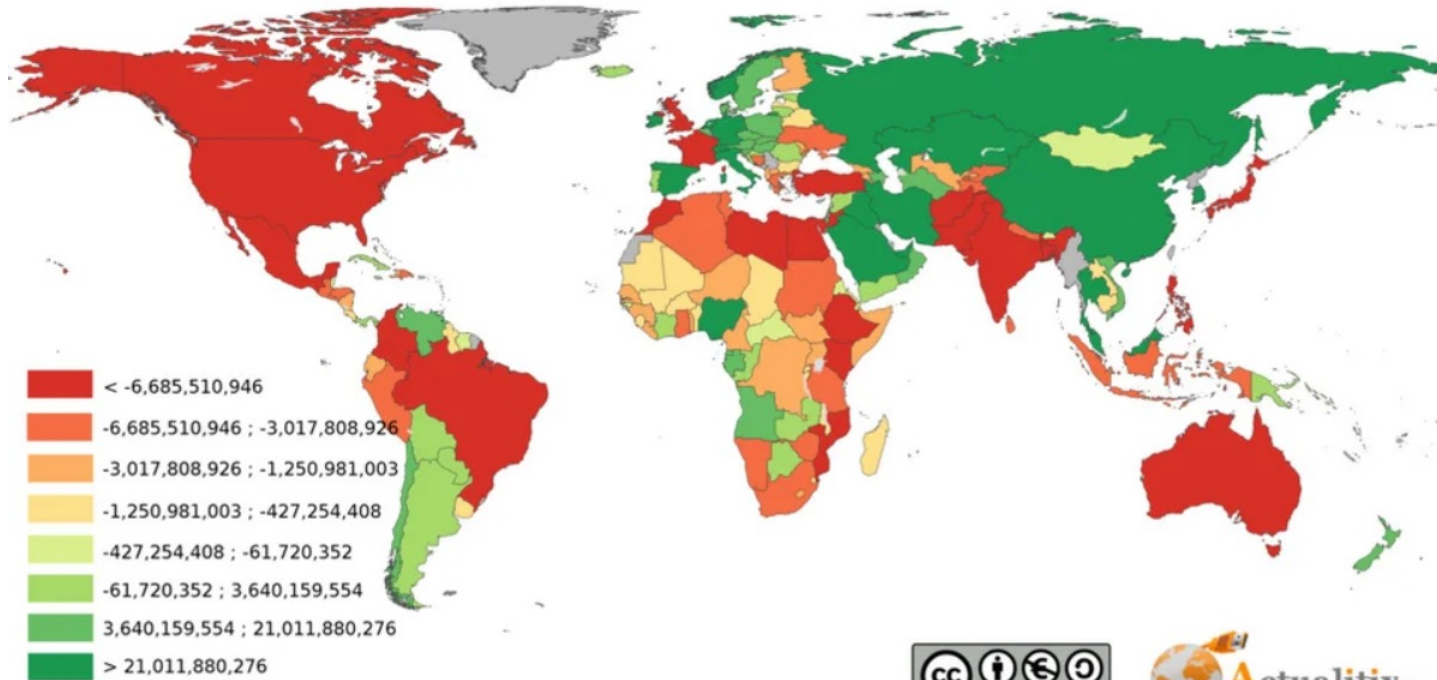 < -6,685,510,946
-6,685,510,946 ; -3,017,808,926
-3,017,808,926 ; -1,250,981,003
-1,250,981,003 ; -427,254,408
-427,254,408 ; -61,720,352
-61,720,352 ; 3,640,159,554
3,640,159,554 ; 21,011,880,276
> 21,011,880,276
cc
Actualitix